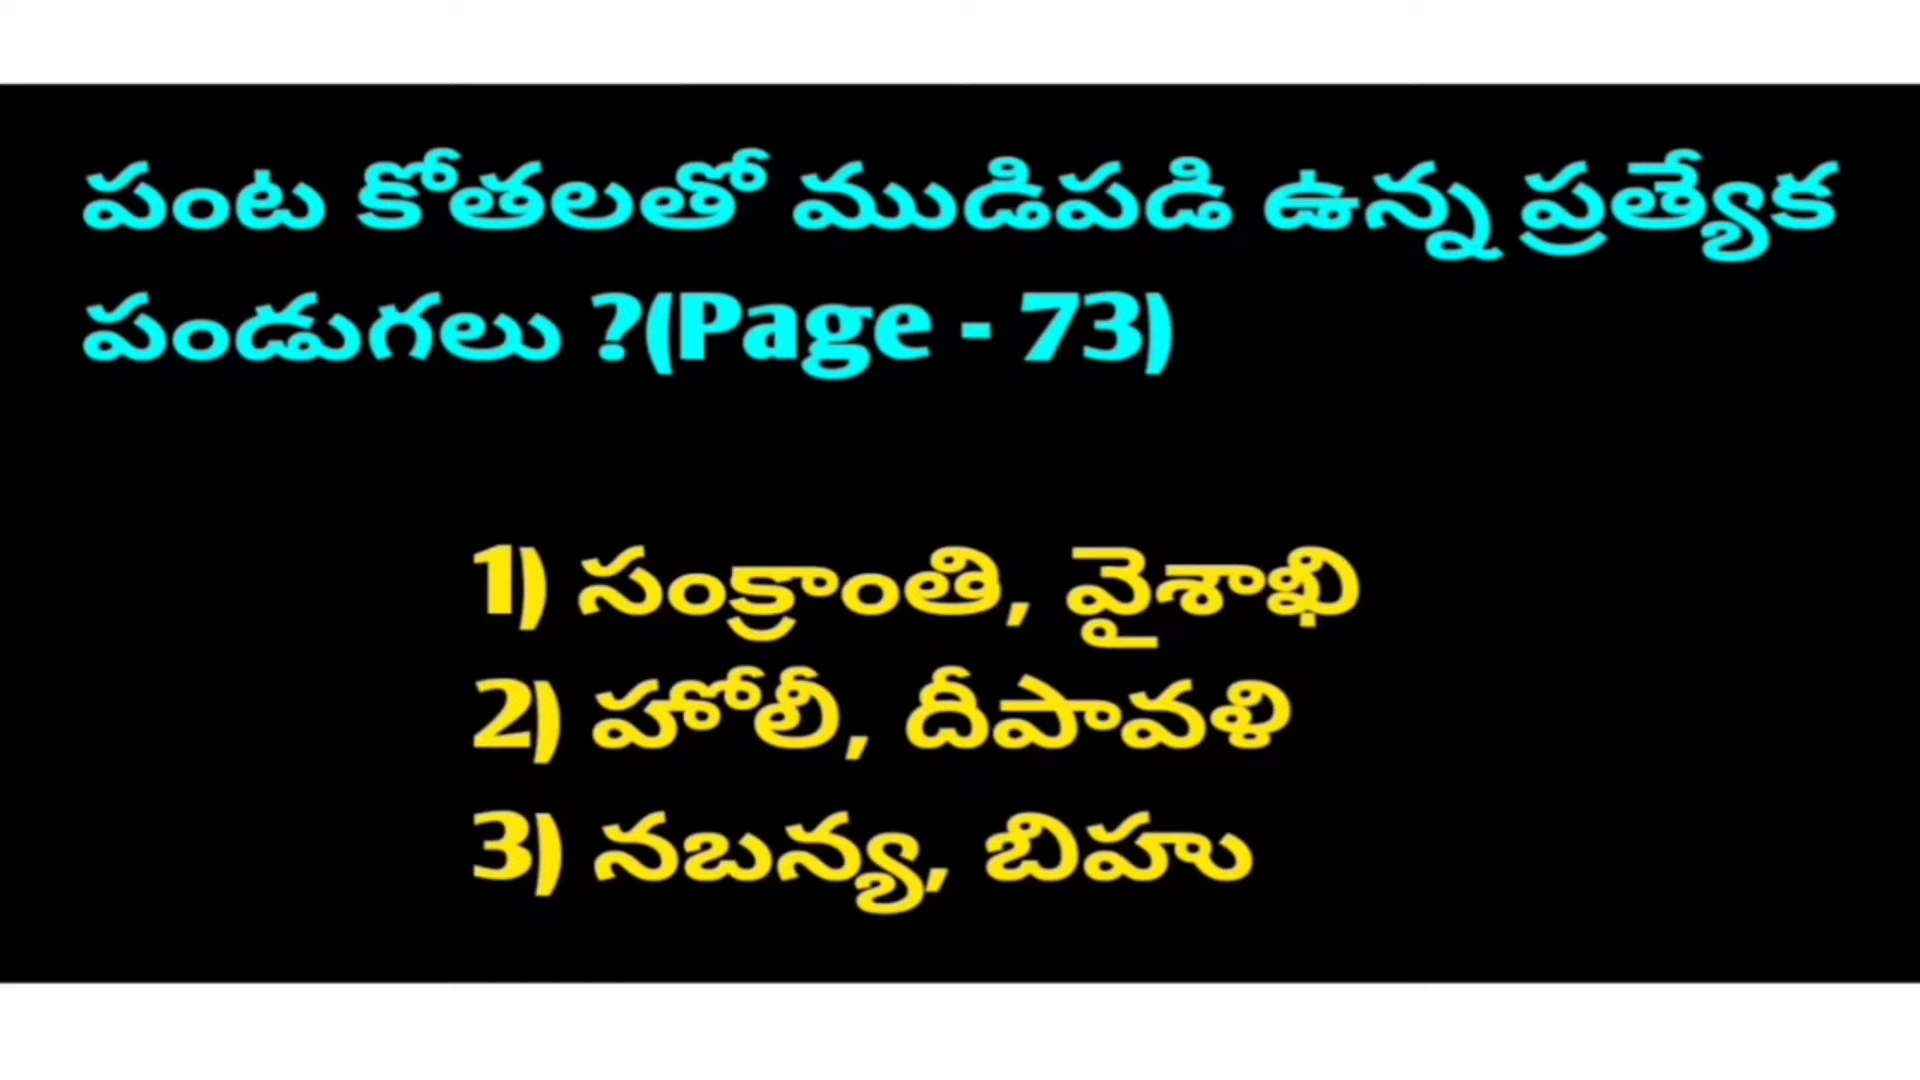 పంట కోతలతో ముడిపడి ఉన్న ప్రత్యేక
పండుగలు ?(Page - 73)
1) సంక్రాంతి, వైశాఖి
2) హోలీ, దీపావళి
3) నబన్య, బిహు